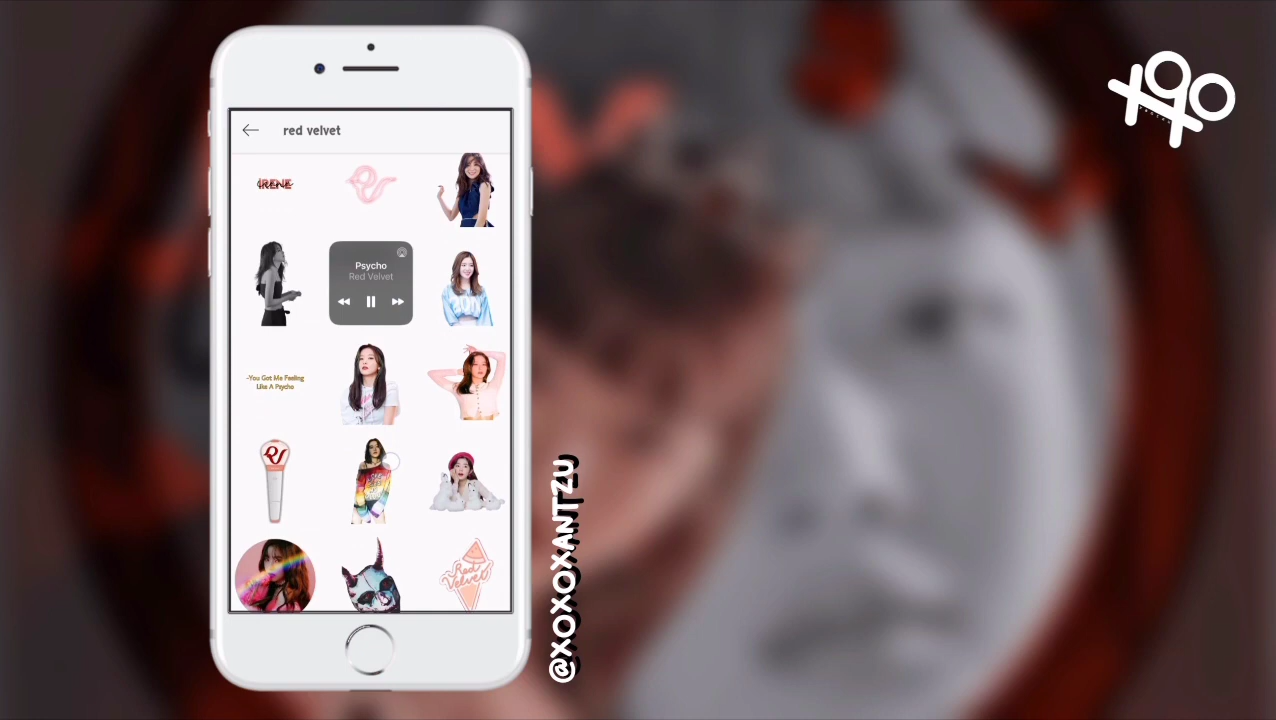 red velvet
IRENE
Psycho
Red Velvet
-You Got Me Feeling
Like A Psycho
Red
Velvet
@XOXOXANTZU